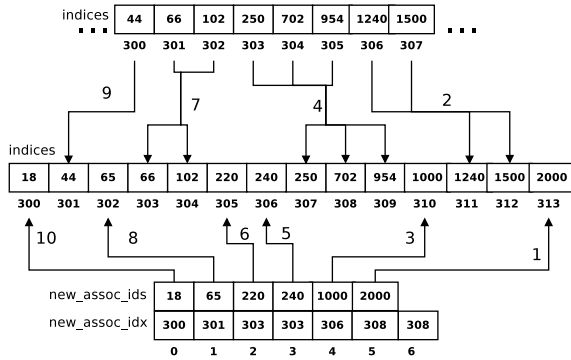 indices 44 66 102 250 702 954 1240 1500
300 301 302 303 304 305 306 307
9 7 4 2
indices
18 44 65 66 102 220 240 250 702 954 1000 1240 1500 2000
300 301 302 303 304 305 306 307 308 309 310 311 312 313
10 8 6 5 3 1
new_assoc_ids 18 65 220 240 1000 2000
new_assoc_idx 300 301 303 303 306 308 308
0 1 2 3 4 5 6